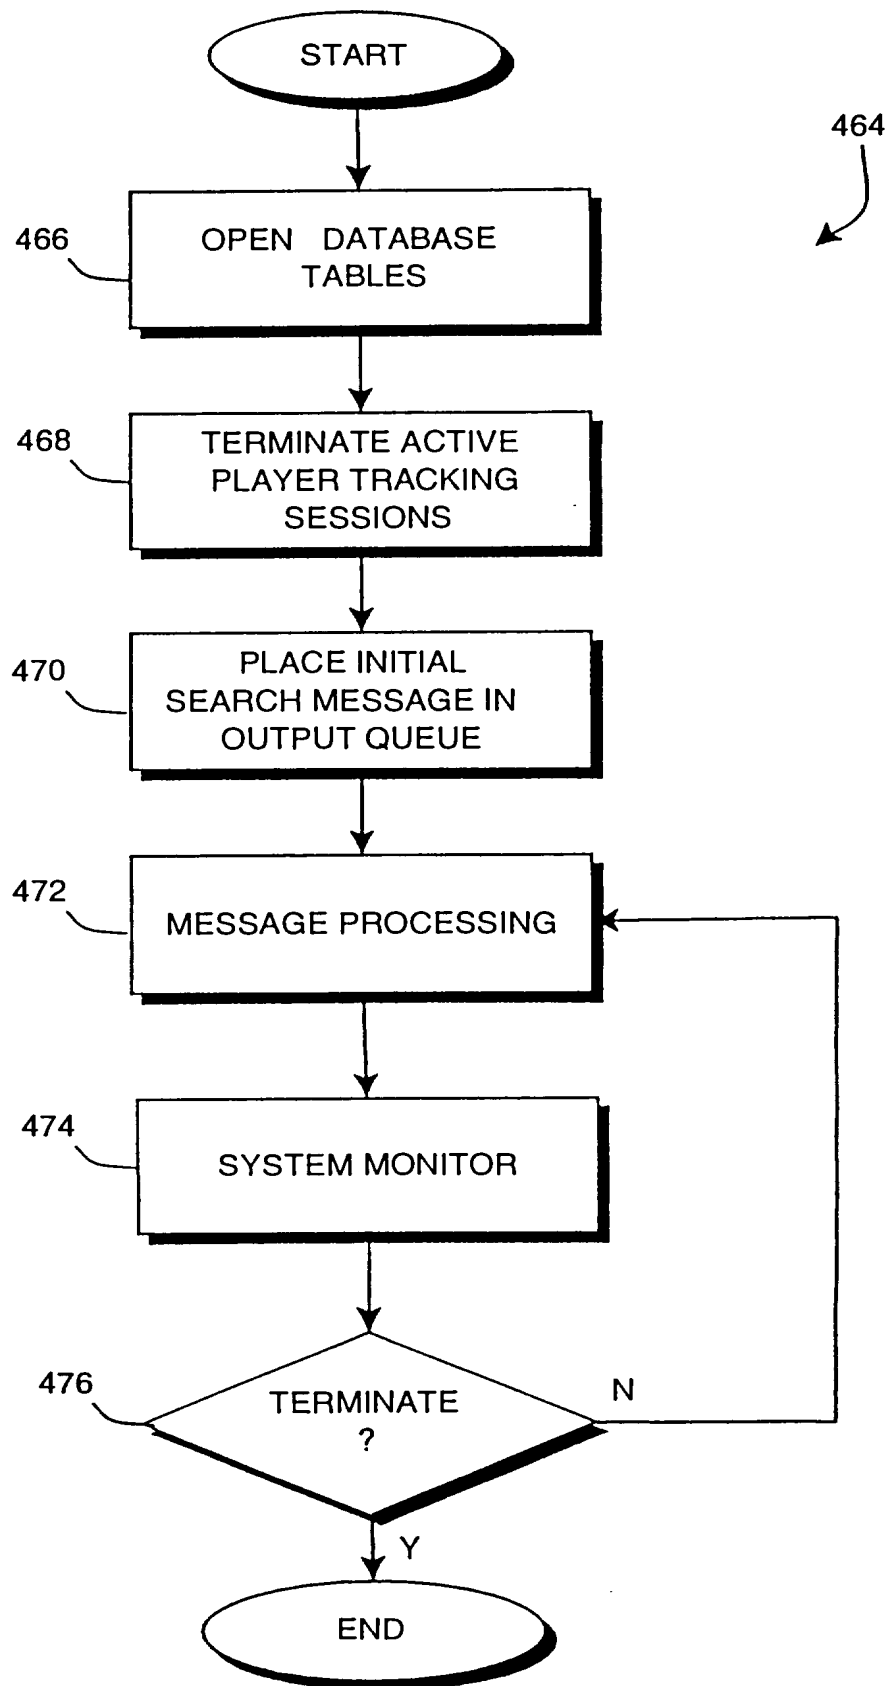 START
464
466
OPEN DATABASE
TABLES
468
TERMINATE ACTIVE
PLAYER TRACKING
SESSIONS
470
PLACE INITIAL
SEARCH MESSAGE IN
OUTPUT QUEUE
472
MESSAGE PROCESSING
474
SYSTEM MONITOR
476
TERMINATE
?
N
Y
END